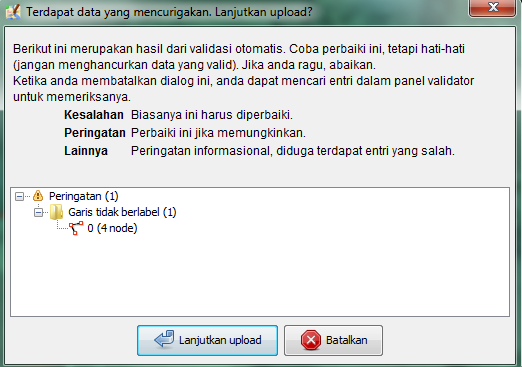 Terdapat data yang mencurigakan. Lanjutkan upload?
Berikut ini merupakan hasil dari validasi otomatis. Coba perbaiki ini, tetapi hati-hati
(jangan menghancurkan data yang valid). Jika anda ragu, abaikan.
Ketika anda membatalkan dialog ini, anda dapat mencari entri dalam panel validator
untuk memeriksanya.
Kesalahan Biasanya ini harus diperbaiki.
Peringatan Perbaiki ini jika memungkinkan.
Lainnya Peringatan informasional, diduga terdapat entri yang salah.
Peringatan (1)
Garis tidak berlabel (1)
0 (4 node)
Lanjutkan upload
Batalkan